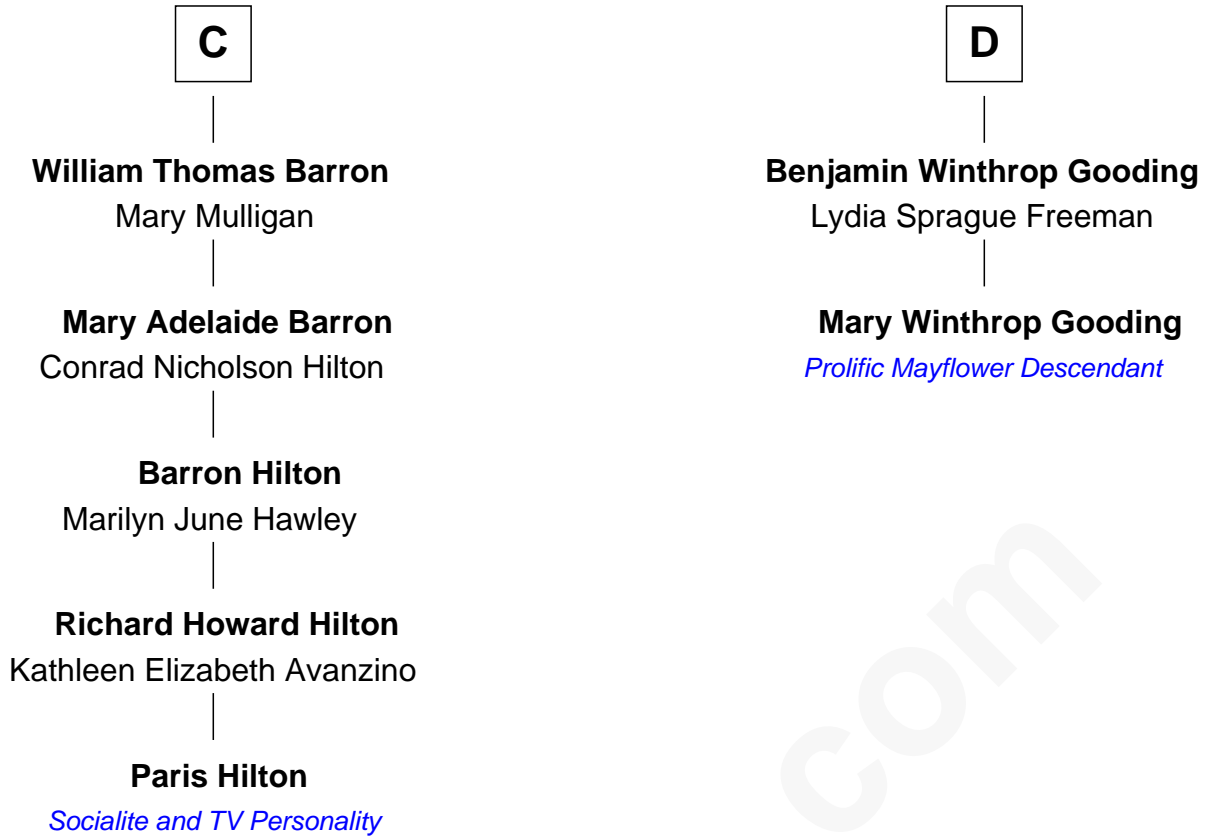 C
William Thomas Barron
Mary Mulligan
Mary Adelaide Barron
Conrad Nicholson Hilton
Barron Hilton
Marilyn June Hawley
Richard Howard Hilton
Kathleen Elizabeth Avanzino
Paris Hilton
Socialite and TV Personality
D
Benjamin Winthrop Gooding
Lydia Sprague Freeman
Mary Winthrop Gooding
Prolific Mayflower Descendant
com